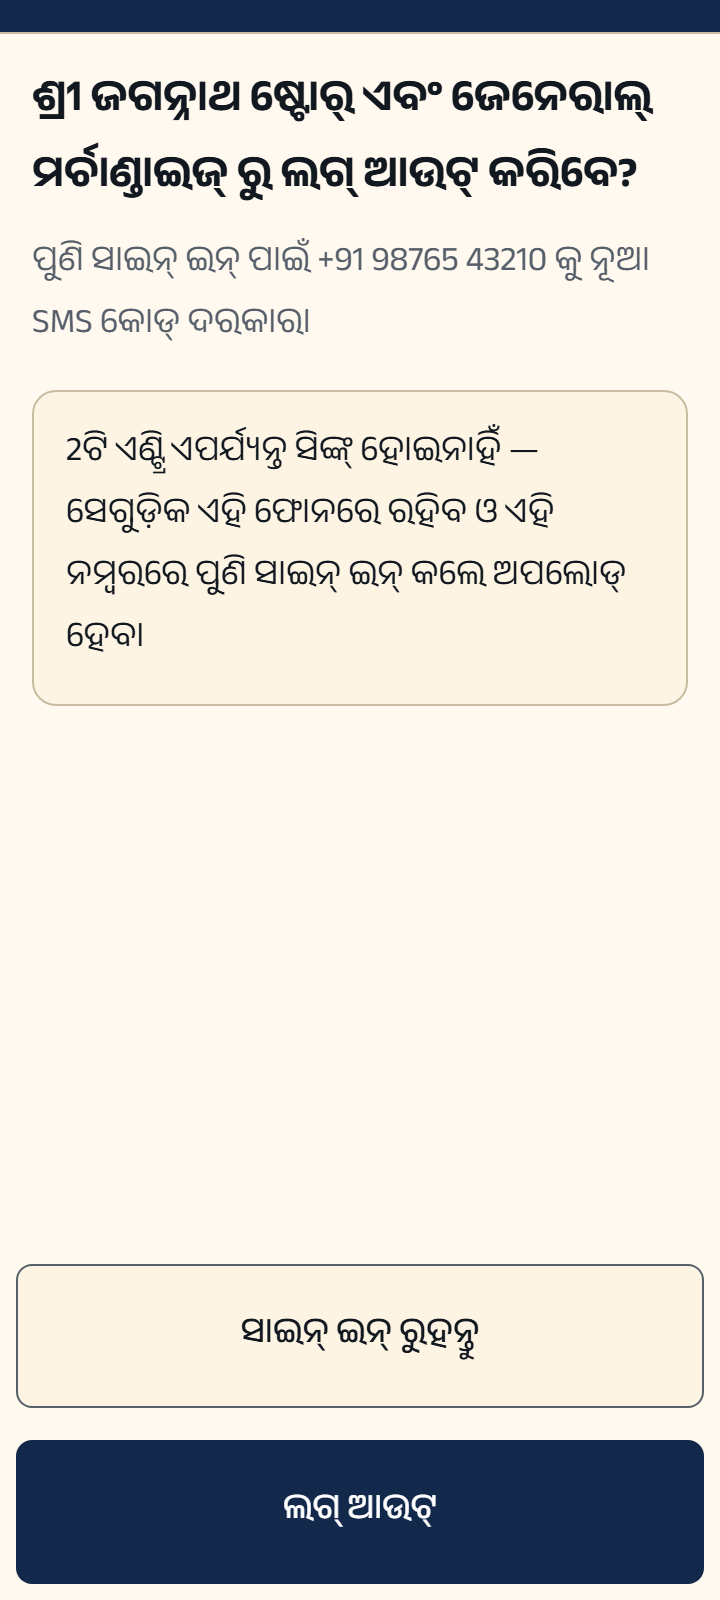 ଶ୍ରୀ ଜଗନ୍ନାଥ ଷ୍ଟୋର୍ ଏବଂ ଜେନେରାଲ୍
ମର୍ଚାଣ୍ଡାଇଜ୍ ରୁ ଲଗ୍ ଆଉଟ୍ କରିବେ?
ପୁଣି ସାଇନ୍ ଇନ୍ ପାଇଁ +91 98765 43210 କୁ ନୂଆ
SMS କୋଡ୍ ଦରକାର।
2ଟି ଏଣ୍ଟ୍ରି ଏପର୍ଯ୍ୟନ୍ତ ସିଙ୍କ୍ ହୋଇନାହିଁ —
ସେଗୁଡ଼ିକ ଏହି ଫୋନରେ ରହିବ ଓ ଏହି
ନମ୍ବରରେ ପୁଣି ସାଇନ୍ ଇନ୍ କଲେ ଅପଲୋଡ୍
ହେବ।
ସାଇନ୍ ଇନ୍ ରୁହନ୍ତୁ
ଲଗ୍ ଆଉଟ୍